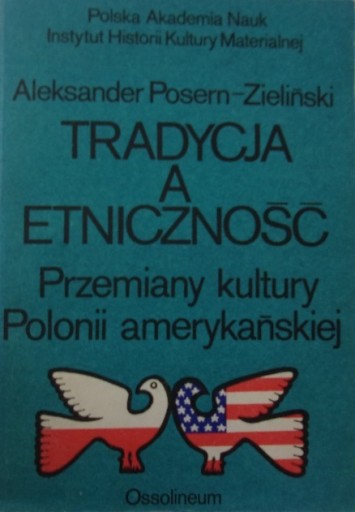 Polska Akademia Nauk
Instytut Historii Kultury Materialnej
Aleksander Posern-Zieliński
TRADYCJA
A
ETNICZNOŚĆ
Przemiany kultury
Polonii amerykańskiej
Ossolineum